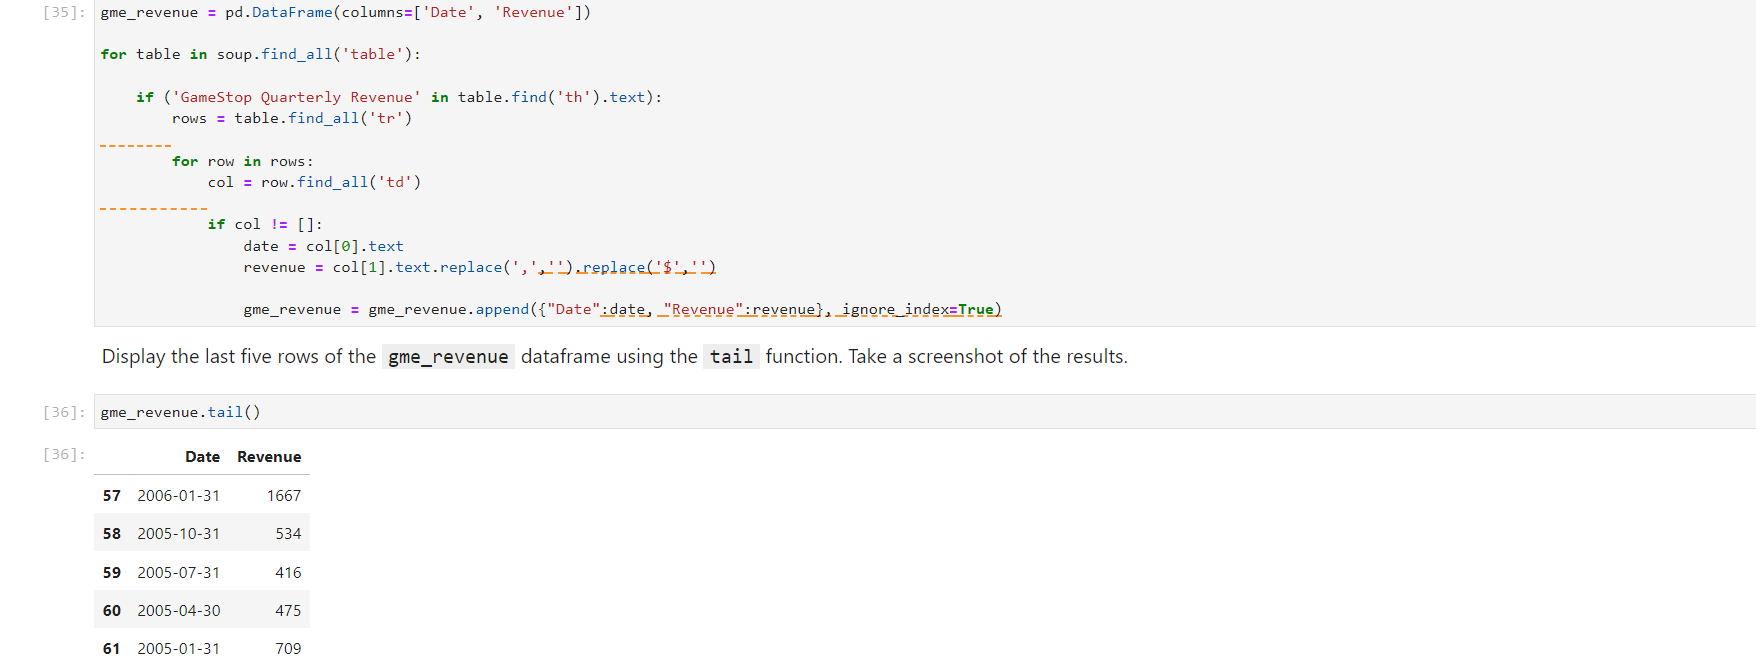 [35]: gme_revenue = pd.DataFrame(columns=['Date', 'Revenue'])
for table in soup.find_all('table'):
if ('GameStop Quarterly Revenue' in table.find('th').text):
rows = table.find_all('tr')
for row in rows:
col = row.find_all('td')
if col != []:
date = col[0].text
revenue = col[1].text.replace(',','').replace('$','')
gme_revenue = gme_revenue.append({"Date":date, "Revenue":revenue}, ignore_index=True)
Display the last five rows of the gme_revenue dataframe using the tail function. Take a screenshot of the results.
[36]: gme_revenue.tail()
[36]: Date Revenue
57 2006-01-31 1667
58 2005-10-31 534
59 2005-07-31 416
60 2005-04-30 475
61 2005-01-31 709